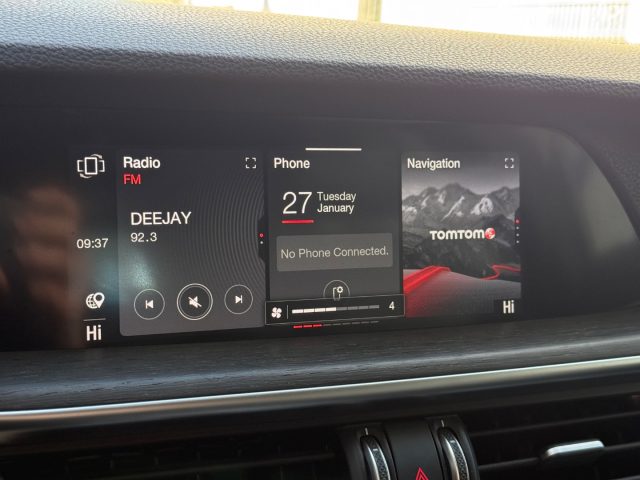 Radio
FM
DEEJAY
92.3
09:37
Hi
Phone
27 Tuesday
January
No Phone Connected.
4
Navigation
TOMTOM
Hi